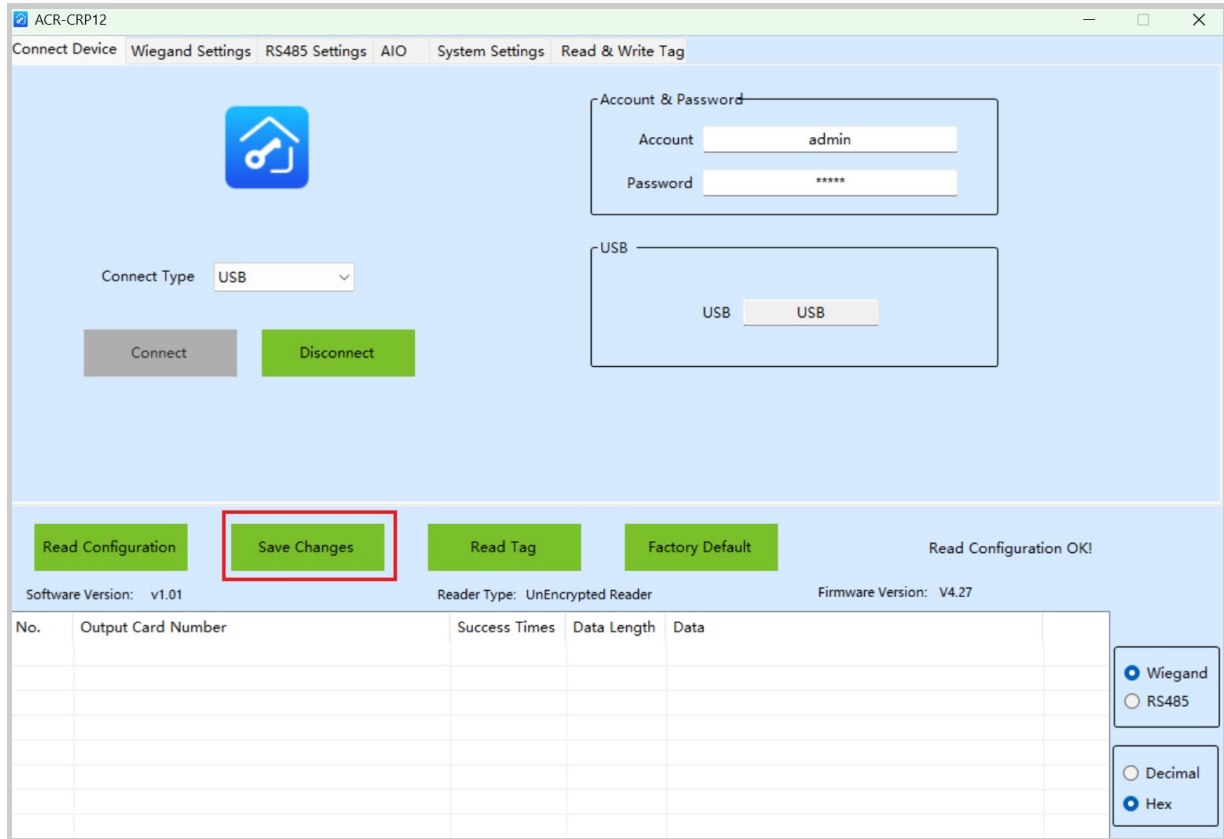 ACR-CRP12
Connect Device Wiegand Settings RS485 Settings AIO System Settings Read & Write Tag
Account & Password
Account admin
Password *****
USB
Connect Type USB
USB USB
Connect Disconnect
Read Configuration Save Changes Read Tag Factory Default Read Configuration OK!
Software Version: v1.01 Reader Type: UnEncrypted Reader Firmware Version: V4.27
No. Output Card Number Success Times Data Length Data
Wiegand
RS485
Decimal
Hex